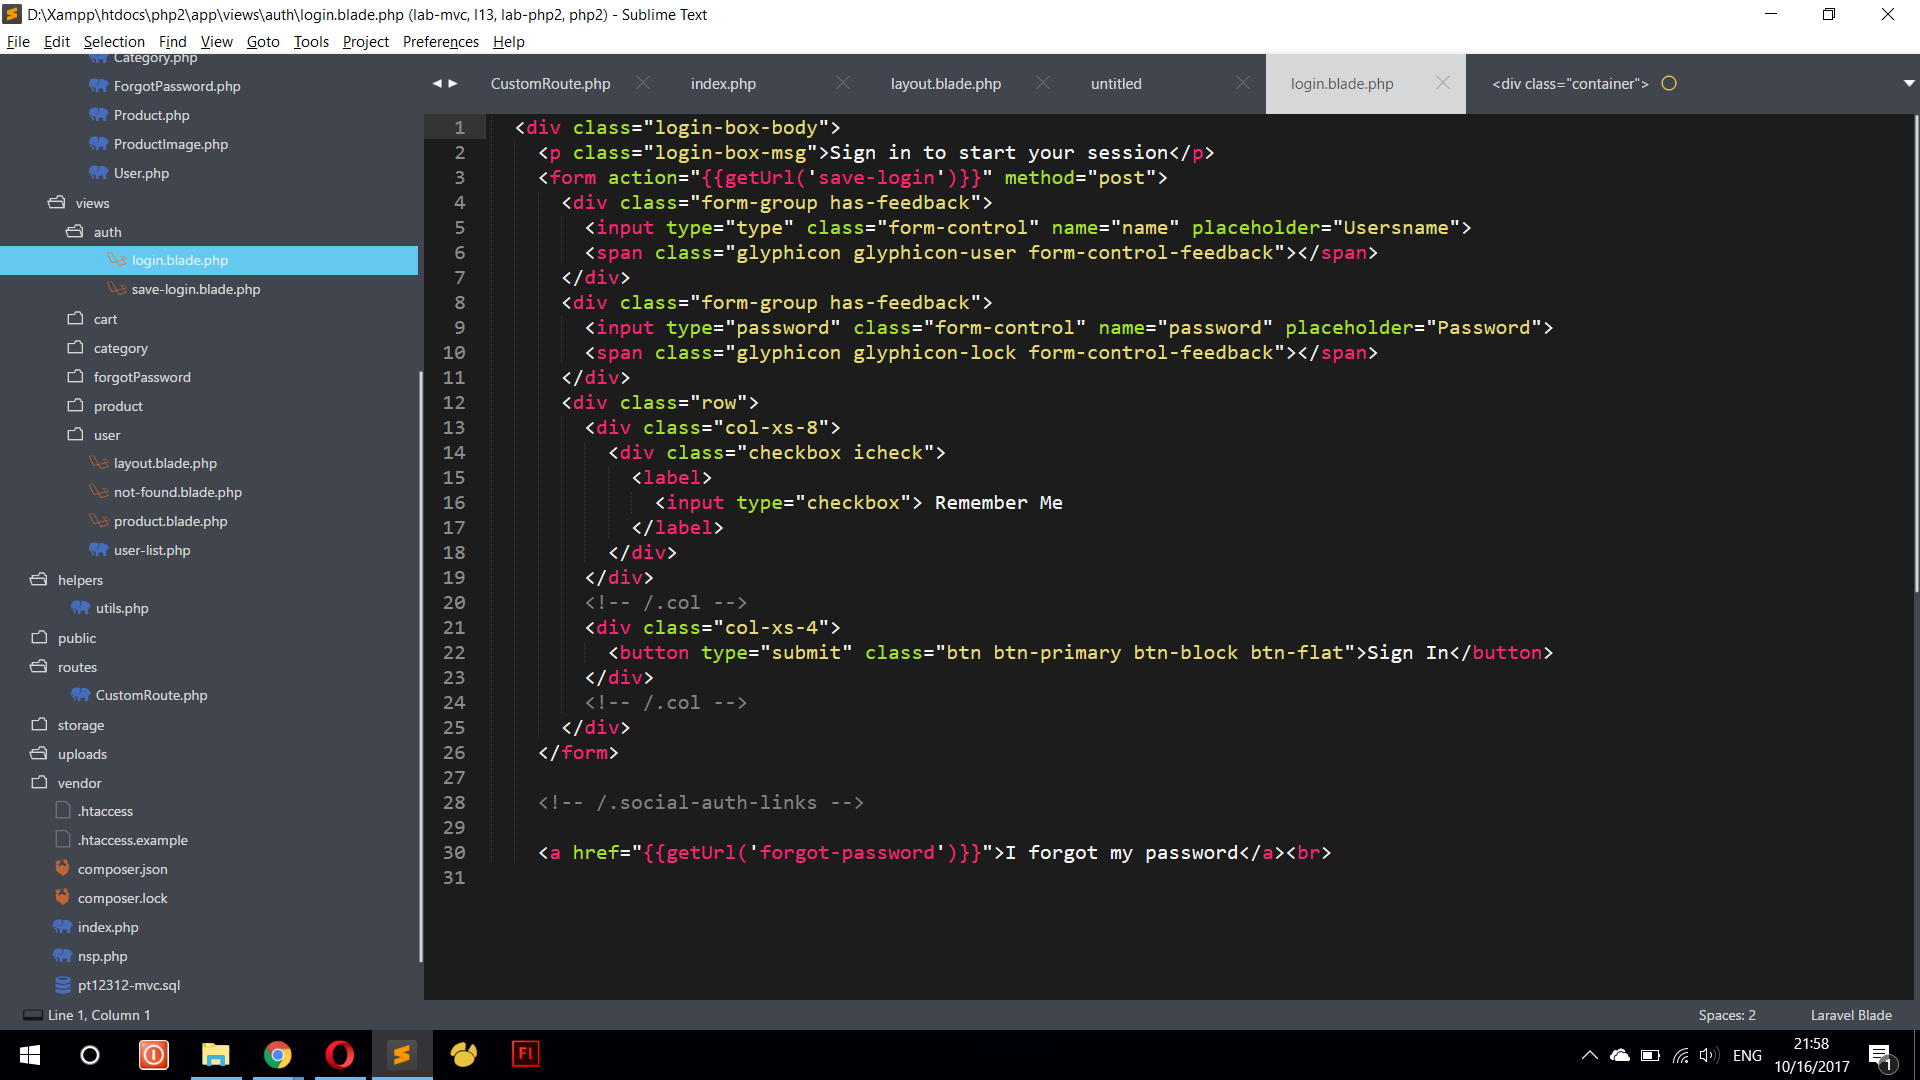 D:\Xampp\htdocs\php2\app\views\auth\login.blade.php (lab-mvc, l13, lab-php2, php2) - Sublime Text
File Edit Selection Find View Goto Tools Project Preferences Help
Category.php
ForgotPassword.php
Product.php
ProductImage.php
User.php
views
auth
login.blade.php
save-login.blade.php
cart
category
forgotPassword
product
user
layout.blade.php
not-found.blade.php
product.blade.php
user-list.php
helpers
utils.php
public
routes
CustomRoute.php
storage
uploads
vendor
.htaccess
.htaccess.example
composer.json
composer.lock
index.php
nsp.php
pt12312-mvc.sql
CustomRoute.php index.php layout.blade.php untitled login.blade.php <div class="container">
1 <div class="login-box-body">
2 <p class="login-box-msg">Sign in to start your session</p>
3 <form action="{{getUrl('save-login')}}" method="post">
4 <div class="form-group has-feedback">
5 <input type="type" class="form-control" name="name" placeholder="Usersname">
6 <span class="glyphicon glyphicon-user form-control-feedback"></span>
7 </div>
8 <div class="form-group has-feedback">
9 <input type="password" class="form-control" name="password" placeholder="Password">
10 <span class="glyphicon glyphicon-lock form-control-feedback"></span>
11 </div>
12 <div class="row">
13 <div class="col-xs-8">
14 <div class="checkbox icheck">
15 <label>
16 <input type="checkbox"> Remember Me
17 </label>
18 </div>
19 </div>
20 <!-- /.col -->
21 <div class="col-xs-4">
22 <button type="submit" class="btn btn-primary btn-block btn-flat">Sign In</button>
23 </div>
24 <!-- /.col -->
25 </div>
26 </form>
27
28 <!-- /.social-auth-links -->
29
30 <a href="{{getUrl('forgot-password')}}">I forgot my password</a><br>
31
Line 1, Column 1 Spaces: 2 Laravel Blade
Fl
ENG
21:58
10/16/2017
1